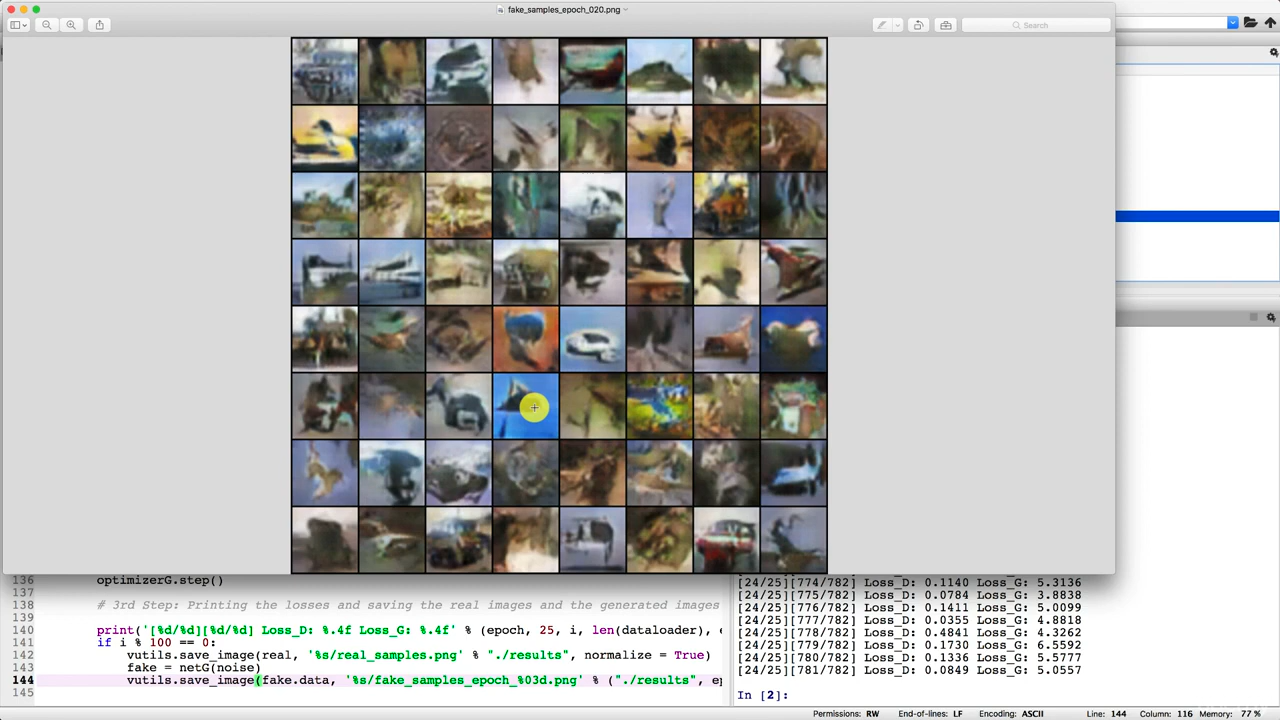 fake_samples_epoch_020.png
Search
136 optimizerG.step()
137
138 # 3rd Step: Printing the losses and saving the real images and the generated images
139
140 print('[%d/%d][%d/%d] Loss_D: %.4f Loss_G: %.4f' % (epoch, 25, i, len(dataloader), e
141 if i % 100 == 0:
142 vutils.save_image(real, '%s/real_samples.png' % "./results", normalize = True)
143 fake = netG(noise)
144 vutils.save_image(fake.data, '%s/fake_samples_epoch_%03d.png' % ("./results", ep
145
[24/25][774/782] Loss_D: 0.1140 Loss_G: 5.3136
[24/25][775/782] Loss_D: 0.0784 Loss_G: 3.8838
[24/25][776/782] Loss_D: 0.1411 Loss_G: 5.0099
[24/25][777/782] Loss_D: 0.0355 Loss_G: 4.8818
[24/25][778/782] Loss_D: 0.4841 Loss_G: 4.3262
[24/25][779/782] Loss_D: 0.1730 Loss_G: 6.5592
[24/25][780/782] Loss_D: 0.1336 Loss_G: 5.5777
[24/25][781/782] Loss_D: 0.0849 Loss_G: 5.0557
In [2]:
Permissions: RW End-of-lines: LF Encoding: ASCII Line: 144 Column: 116 Memory: 77 %